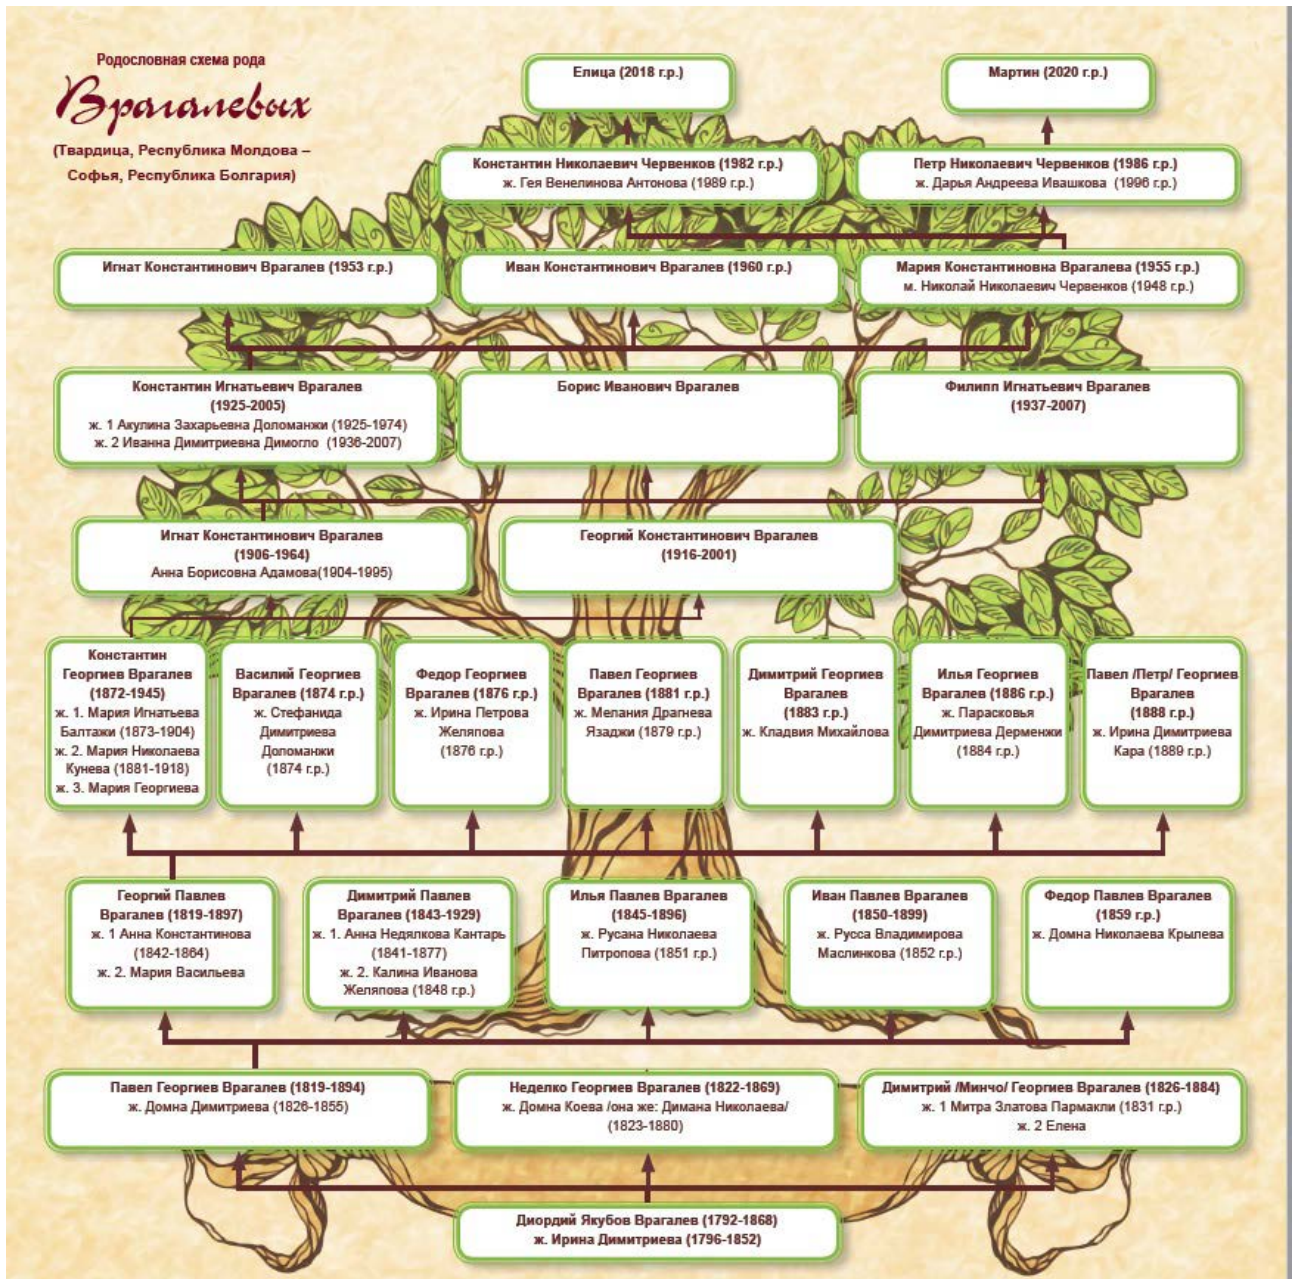 Родословная схема рода
Врагалевых
(Твардица, Республика Молдова –
Софья, Республика Болгария)
Елица (2018 г.р.)
Мартин (2020 г.р.)
Константин Николаевич Червенков (1982 г.р.)
ж. Гея Венелинова Антонова (1989 г.р.)
Петр Николаевич Червенков (1986 г.р.)
ж. Дарья Андреева Ивашкова (1996 г.р.)
Игнат Константинович Врагалев (1953 г.р.)
Иван Константинович Врагалев (1960 г.р.)
Мария Константиновна Врагалева (1955 г.р.)
м. Николай Николаевич Червенков (1948 г.р.)
Константин Игнатьевич Врагалев
(1925-2005)
ж. 1 Акулина Захарьевна Доломанжи (1925-1974)
ж. 2 Иванна Димитриевна Димогло (1936-2007)
Борис Иванович Врагалев
Филипп Игнатьевич Врагалев
(1937-2007)
Игнат Константинович Врагалев
(1906-1964)
Анна Борисовна Адамова(1904-1995)
Георгий Константинович Врагалев
(1916-2001)
Константин
Георгиев Врагалев
(1872-1945)
ж. 1. Мария Игнатьева
Балтажи (1873-1904)
ж. 2. Мария Николаева
Кунева (1881-1918)
ж. 3. Мария Георгиева
Василий Георгиев
Врагалев (1874 г.р.)
ж. Стефанида
Димитриева
Доломанжи
(1874 г.р.)
Федор Георгиев
Врагалев (1876 г.р.)
ж. Ирина Петрова
Желяпова
(1876 г.р.)
Павел Георгиев
Врагалев (1881 г.р.)
ж. Мелания Драгнева
Язаджи (1879 г.р.)
Димитрий Георгиев
Врагалев
(1883 г.р.)
ж. Кладвия Михайлова
Илья Георгиев
Врагалев (1886 г.р.)
ж. Парасковья
Димитриева Дерменжи
(1884 г.р.)
Павел /Петр/ Георгиев
Врагалев
(1888 г.р.)
ж. Ирина Димитриева
Кара (1889 г.р.)
Георгий Павлев
Врагалев (1819-1897)
ж. 1 Анна Константинова
(1842-1864)
ж. 2. Мария Васильева
Димитрий Павлев
Врагалев (1843-1929)
ж. 1. Анна Недялкова Кантарь
(1841-1877)
ж. 2. Калина Иванова
Желяпова (1848 г.р.)
Илья Павлев Врагалев
(1845-1896)
ж. Русана Николаева
Питропова (1851 г.р.)
Иван Павлев Врагалев
(1850-1899)
ж. Русса Владимирова
Маслинкова (1852 г.р.)
Федор Павлев Врагалев
(1859 г.р.)
ж. Домна Николаева Крылева
Павел Георгиев Врагалев (1819-1894)
ж. Домна Димитриева (1826-1855)
Неделко Георгиев Врагалев (1822-1869)
ж. Домна Коева /она же: Димана Николаева/
(1823-1880)
Димитрий /Минчо/ Георгиев Врагалев (1826-1884)
ж. 1 Митра Златова Пармакли (1831 г.р.)
ж. 2 Елена
Диордий Якубов Врагалев (1792-1868)
ж. Ирина Димитриева (1796-1852)